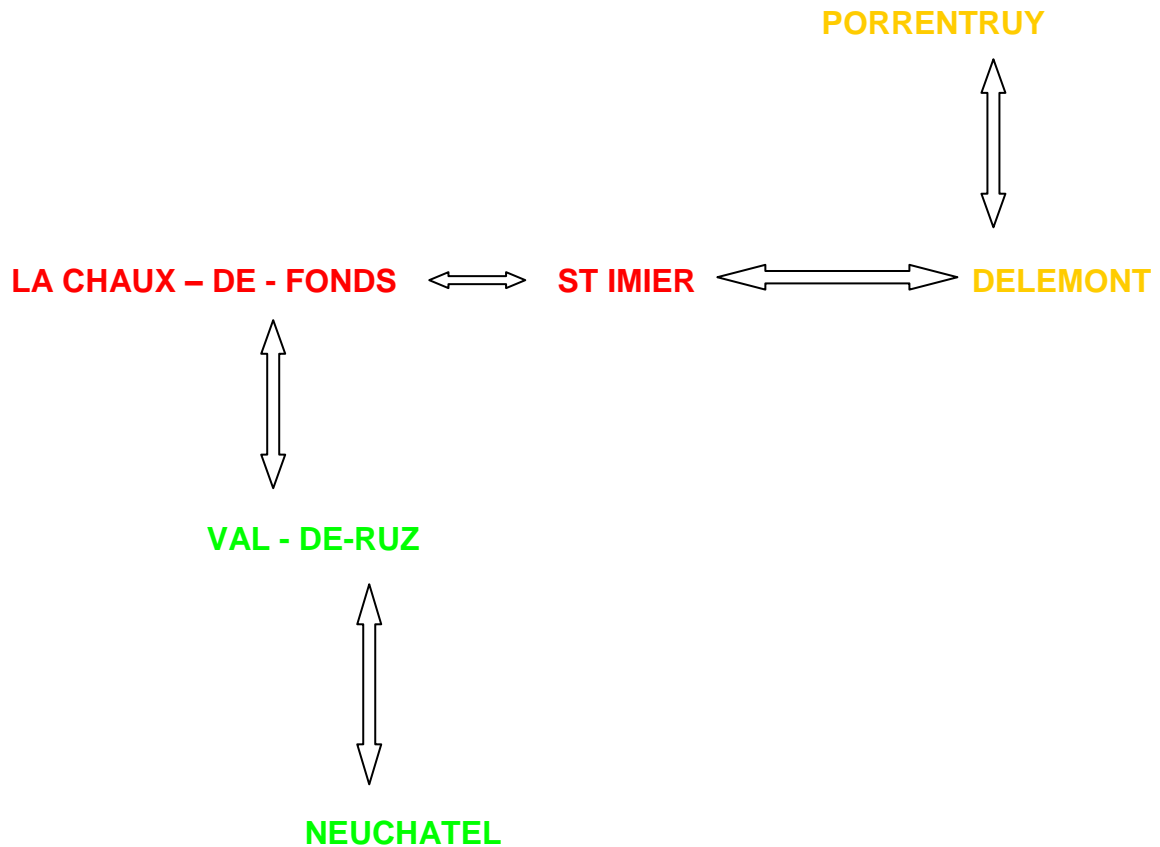 PORRENTRUY
LA CHAUX – DE - FONDS ST IMIER DELEMONT
VAL - DE-RUZ
NEUCHATEL